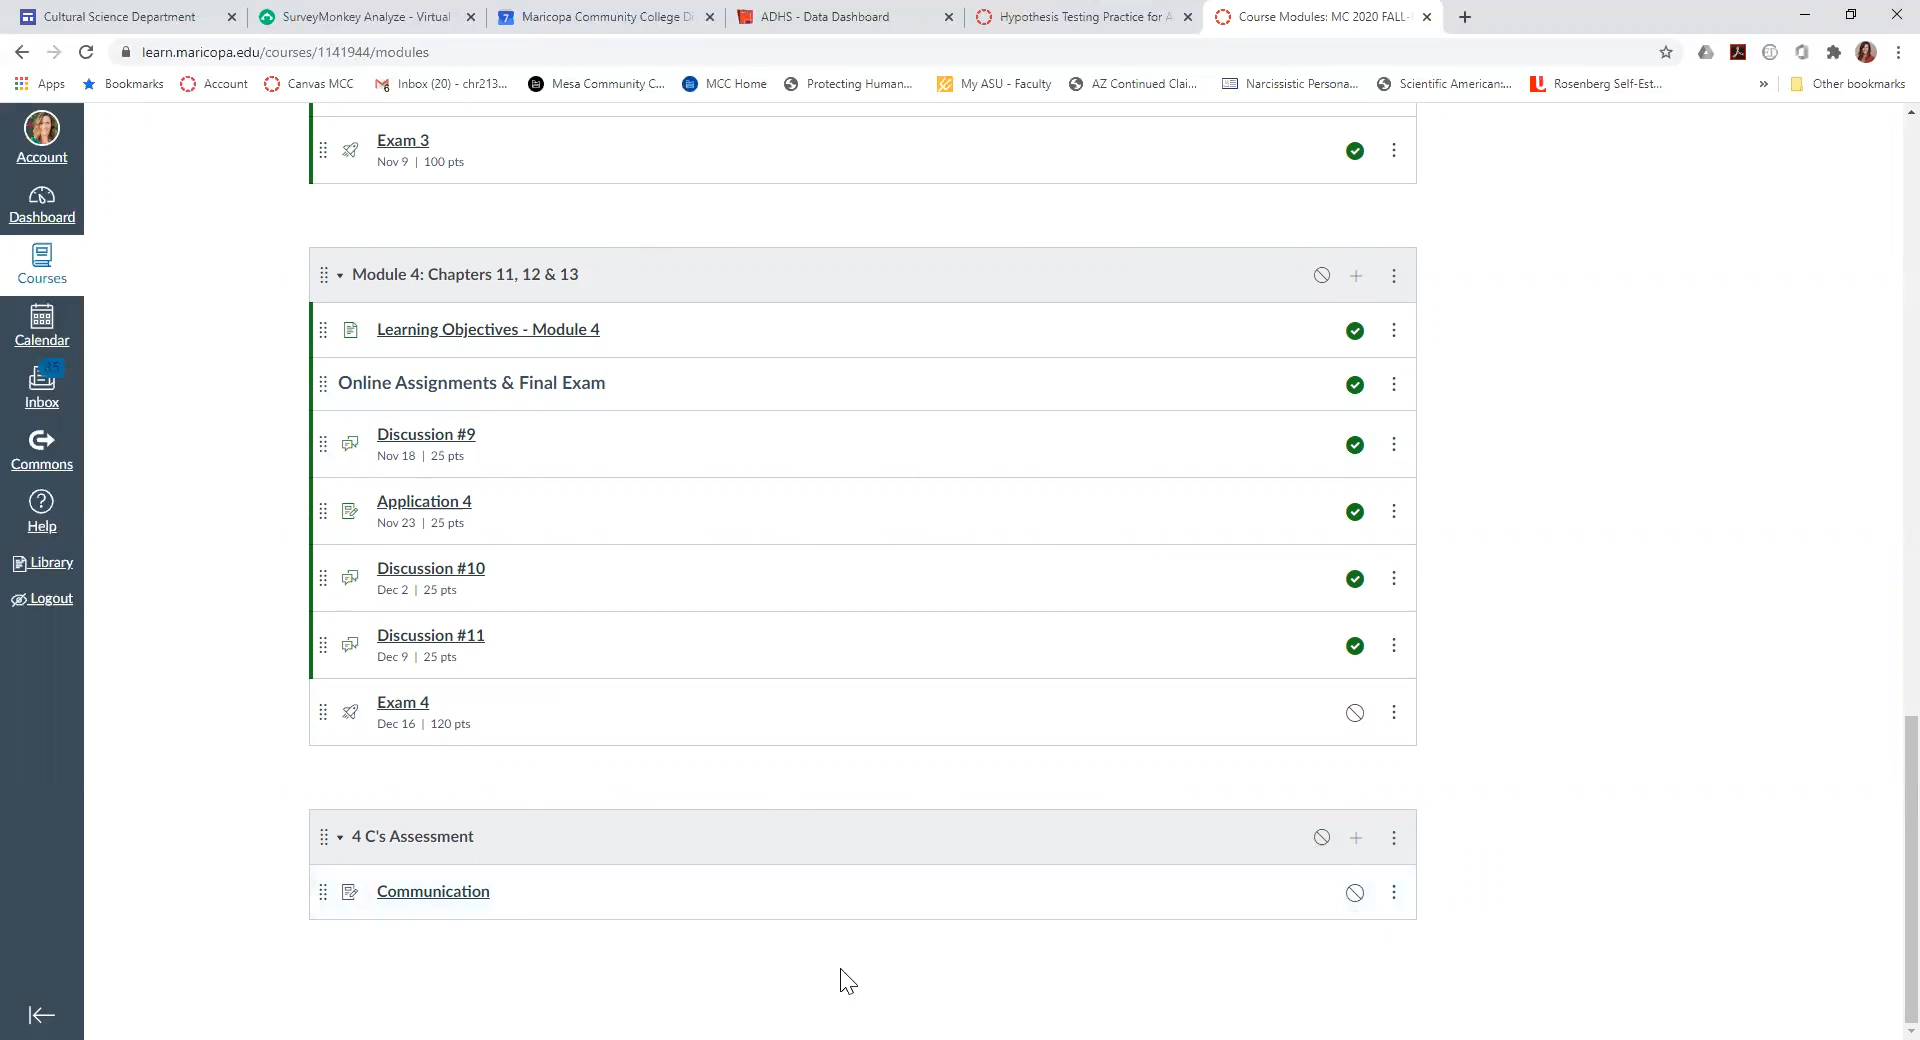 Cultural Science Department
SurveyMonkey Analyze - Virtual
Maricopa Community College Di
ADHS - Data Dashboard
Hypothesis Testing Practice for A
Course Modules: MC 2020 FALL-
learn.maricopa.edu/courses/1141944/modules
Apps
Bookmarks
Account
Canvas MCC
Inbox (20) - chr213...
Mesa Community C...
MCC Home
Protecting Human...
My ASU - Faculty
AZ Continued Clai...
Narcissistic Persona...
Scientific American:...
Rosenberg Self-Est...
»
Other bookmarks
Account
Dashboard
Courses
Calendar
35
Inbox
Commons
Help
Library
Logout
Exam 3
Nov 9 | 100 pts
Module 4: Chapters 11, 12 & 13
Learning Objectives - Module 4
Online Assignments & Final Exam
Discussion #9
Nov 18 | 25 pts
Application 4
Nov 23 | 25 pts
Discussion #10
Dec 2 | 25 pts
Discussion #11
Dec 9 | 25 pts
Exam 4
Dec 16 | 120 pts
4 C's Assessment
Communication